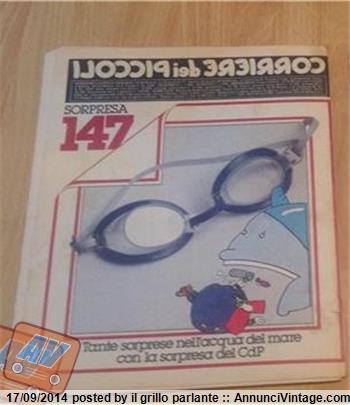 CORRIERE dei PICCOLI
SORPRESA
147
Tante sorprese nell'acqua del mare
con la sorpresa del CdP
AV
17/09/2014 posted by il grillo parlante :: AnnunciVintage.com